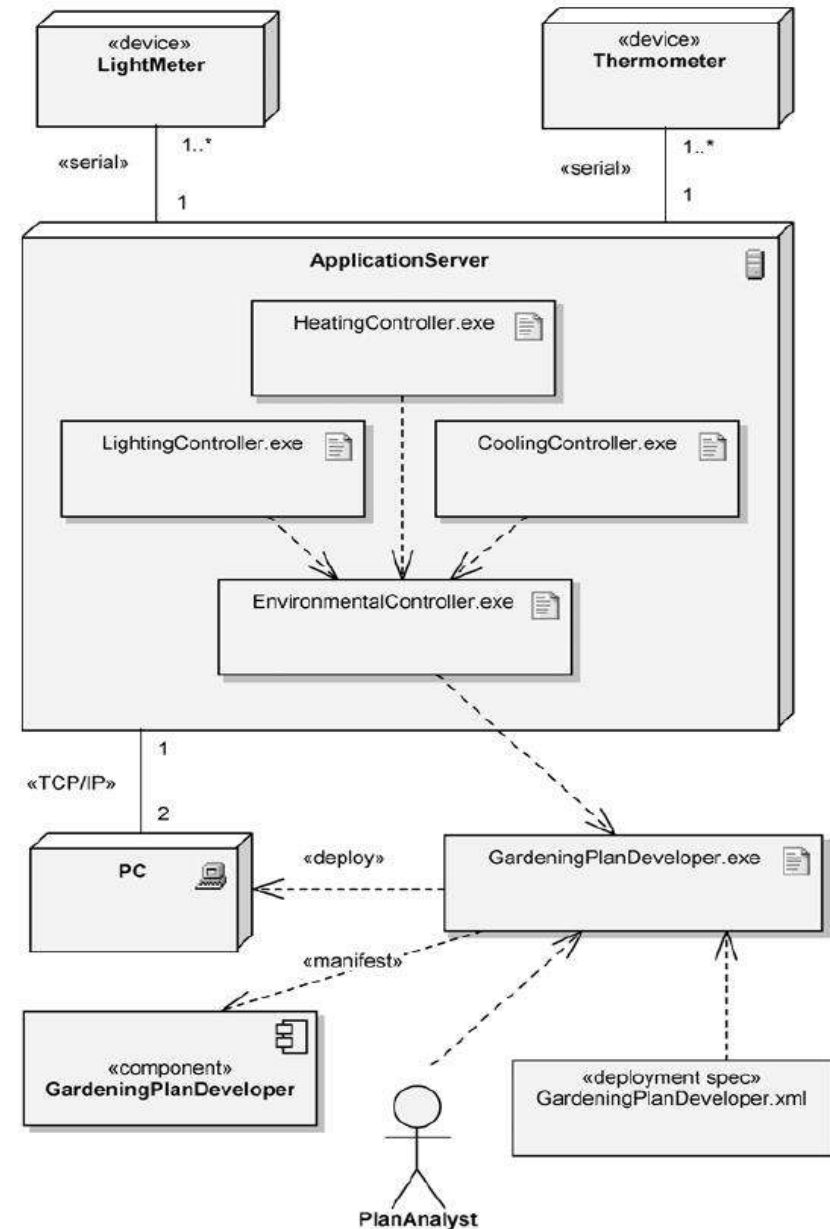 «device»
LightMeter
«device»
Thermometer
1..*
«serial»
1
1..*
«serial»
1
ApplicationServer
HeatingController.exe
LightingController.exe
CoolingController.exe
EnvironmentalController.exe
1
«TCP/IP»
2
PC
«deploy»
GardeningPlanDeveloper.exe
«manifest»
«component»
GardeningPlanDeveloper
«deployment spec»
GardeningPlanDeveloper.xml
PlanAnalyst